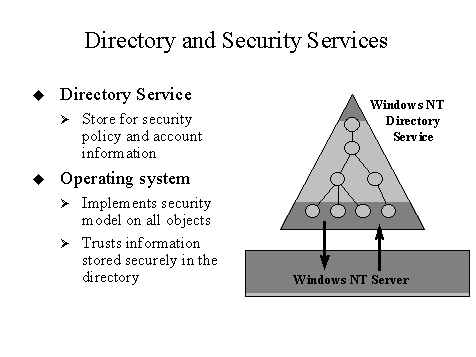 Directory and Security Services
Directory Service
Store for security
policy and account
information
Operating system
Implements security
model on all objects
Trusts information
stored securely in the
directory
Windows NT
Directory
Service
Windows NT Server